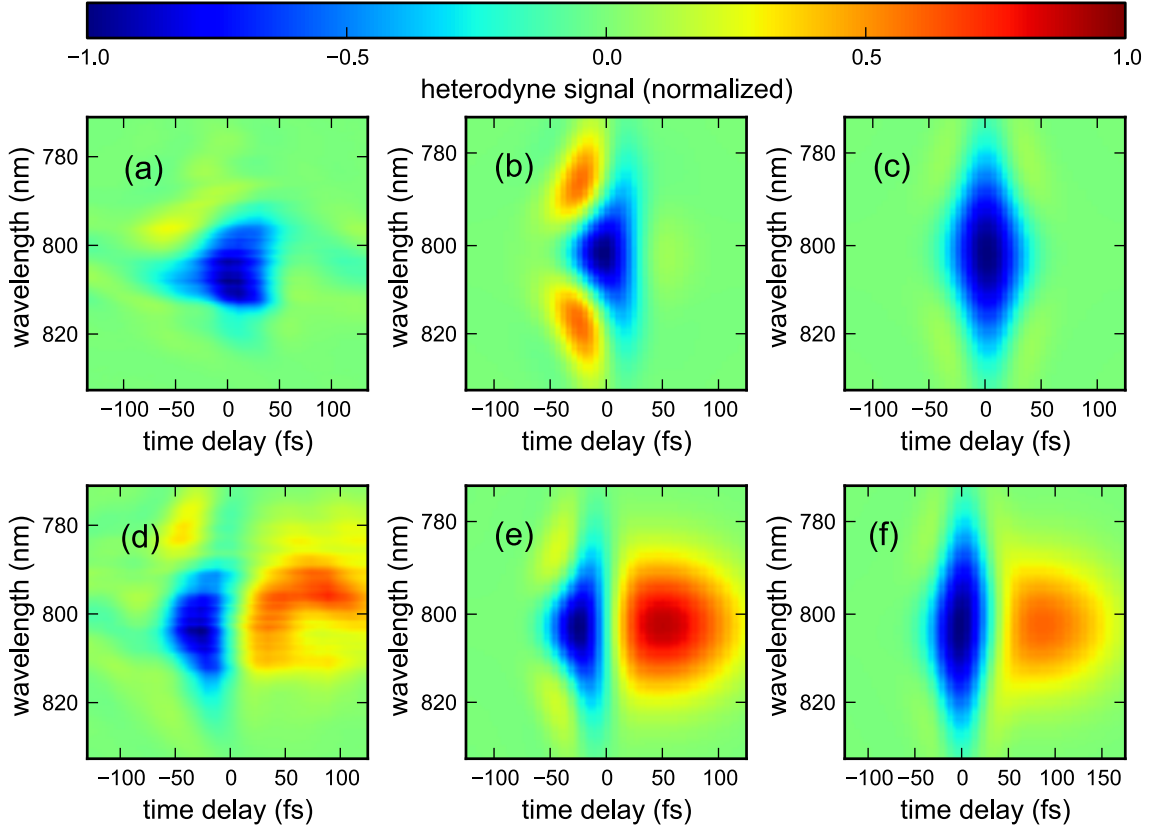 −1.0 −0.5 0.0 0.5 1.0
heterodyne signal (normalized)
(a)
wavelength (nm)
780
800
820
−100 −50 0 50 100
time delay (fs)
(b)
wavelength (nm)
780
800
820
−100 −50 0 50 100
time delay (fs)
(c)
wavelength (nm)
780
800
820
−100 −50 0 50 100
time delay (fs)
(d)
wavelength (nm)
780
800
820
−100 −50 0 50 100
time delay (fs)
(e)
wavelength (nm)
780
800
820
−100 −50 0 50 100
time delay (fs)
(f)
wavelength (nm)
780
800
820
−100 −50 0 50 100 150
time delay (fs)